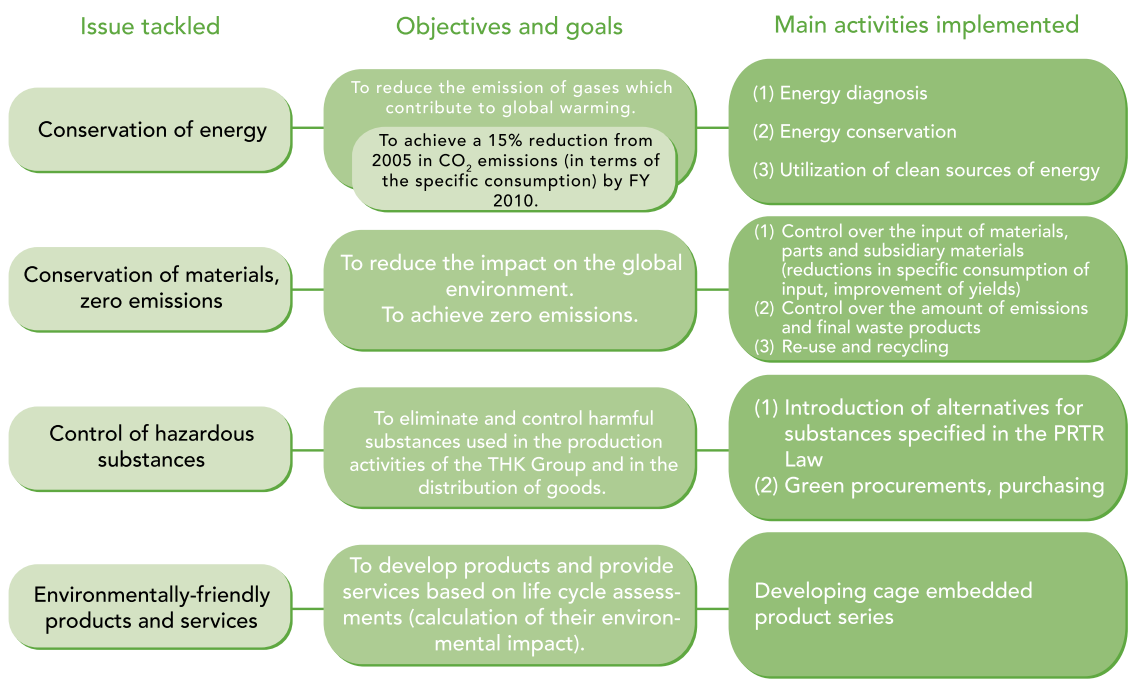 Issue tackled
Objectives and goals
Main activities implemented
Conservation of energy
To reduce the emission of gases which
contribute to global warming.
To achieve a 15% reduction from
2005 in CO2 emissions (in terms of
the specific consumption) by FY
2010.
(1) Energy diagnosis
(2) Energy conservation
(3) Utilization of clean sources of energy
Conservation of materials,
zero emissions
To reduce the impact on the global
environment.
To achieve zero emissions.
(1) Control over the input of materials,
parts and subsidiary materials
(reductions in specific consumption of
input, improvement of yields)
(2) Control over the amount of emissions
and final waste products
(3) Re-use and recycling
Control of hazardous
substances
To eliminate and control harmful
substances used in the production
activities of the THK Group and in the
distribution of goods.
(1) Introduction of alternatives for
substances specified in the PRTR
Law
(2) Green procurements, purchasing
Environmentally-friendly
products and services
To develop products and provide
services based on life cycle assess-
ments (calculation of their environ-
mental impact).
Developing cage embedded
product series